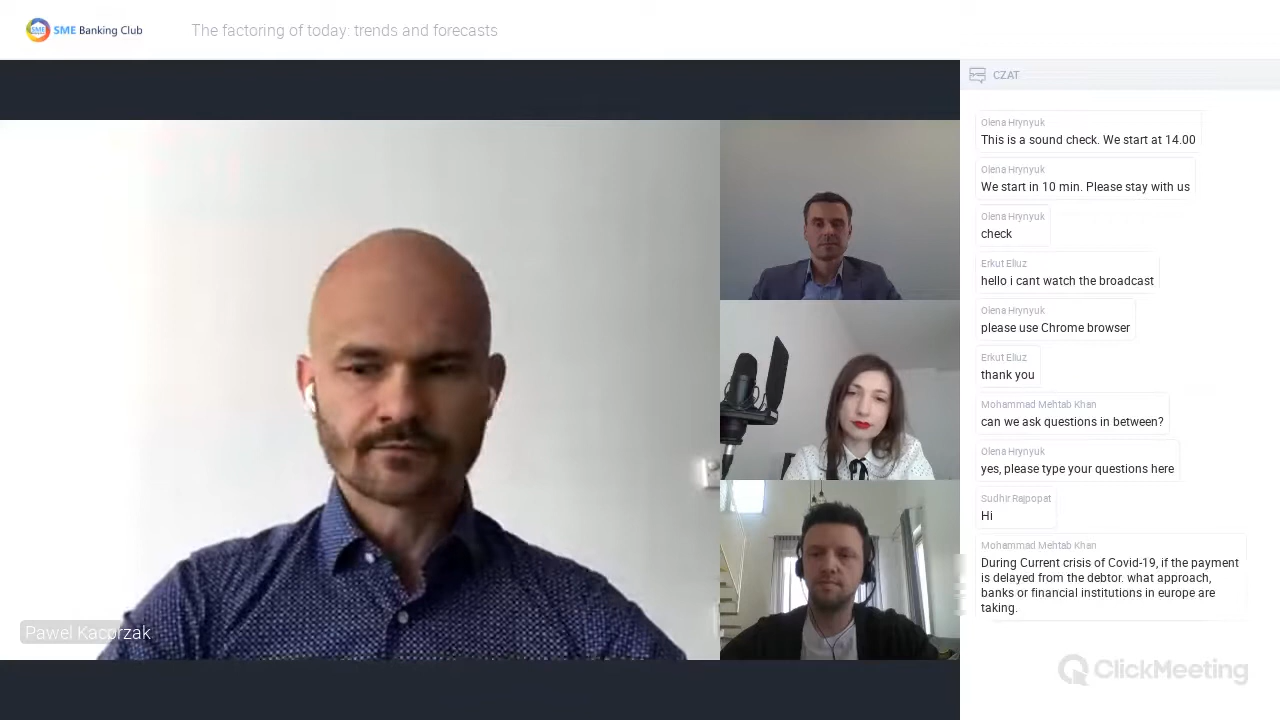 SME
SME Banking Club
The factoring of today: trends and forecasts
CZAT
Olena Hrynyuk
This is a sound check. We start at 14.00
Olena Hrynyuk
We start in 10 min. Please stay with us
Olena Hrynyuk
check
Erkut Eliuz
hello i cant watch the broadcast
Olena Hrynyuk
please use Chrome browser
Erkut Eliuz
thank you
Mohammad Mehtab Khan
can we ask questions in between?
Olena Hrynyuk
yes, please type your questions here
Sudhir Rajpopat
Hi
Mohammad Mehtab Khan
During Current crisis of Covid-19, if the payment
is delayed from the debtor. what approach,
banks or financial institutions in europe are
taking.
Pawel Kacorzak
ClickMeeting